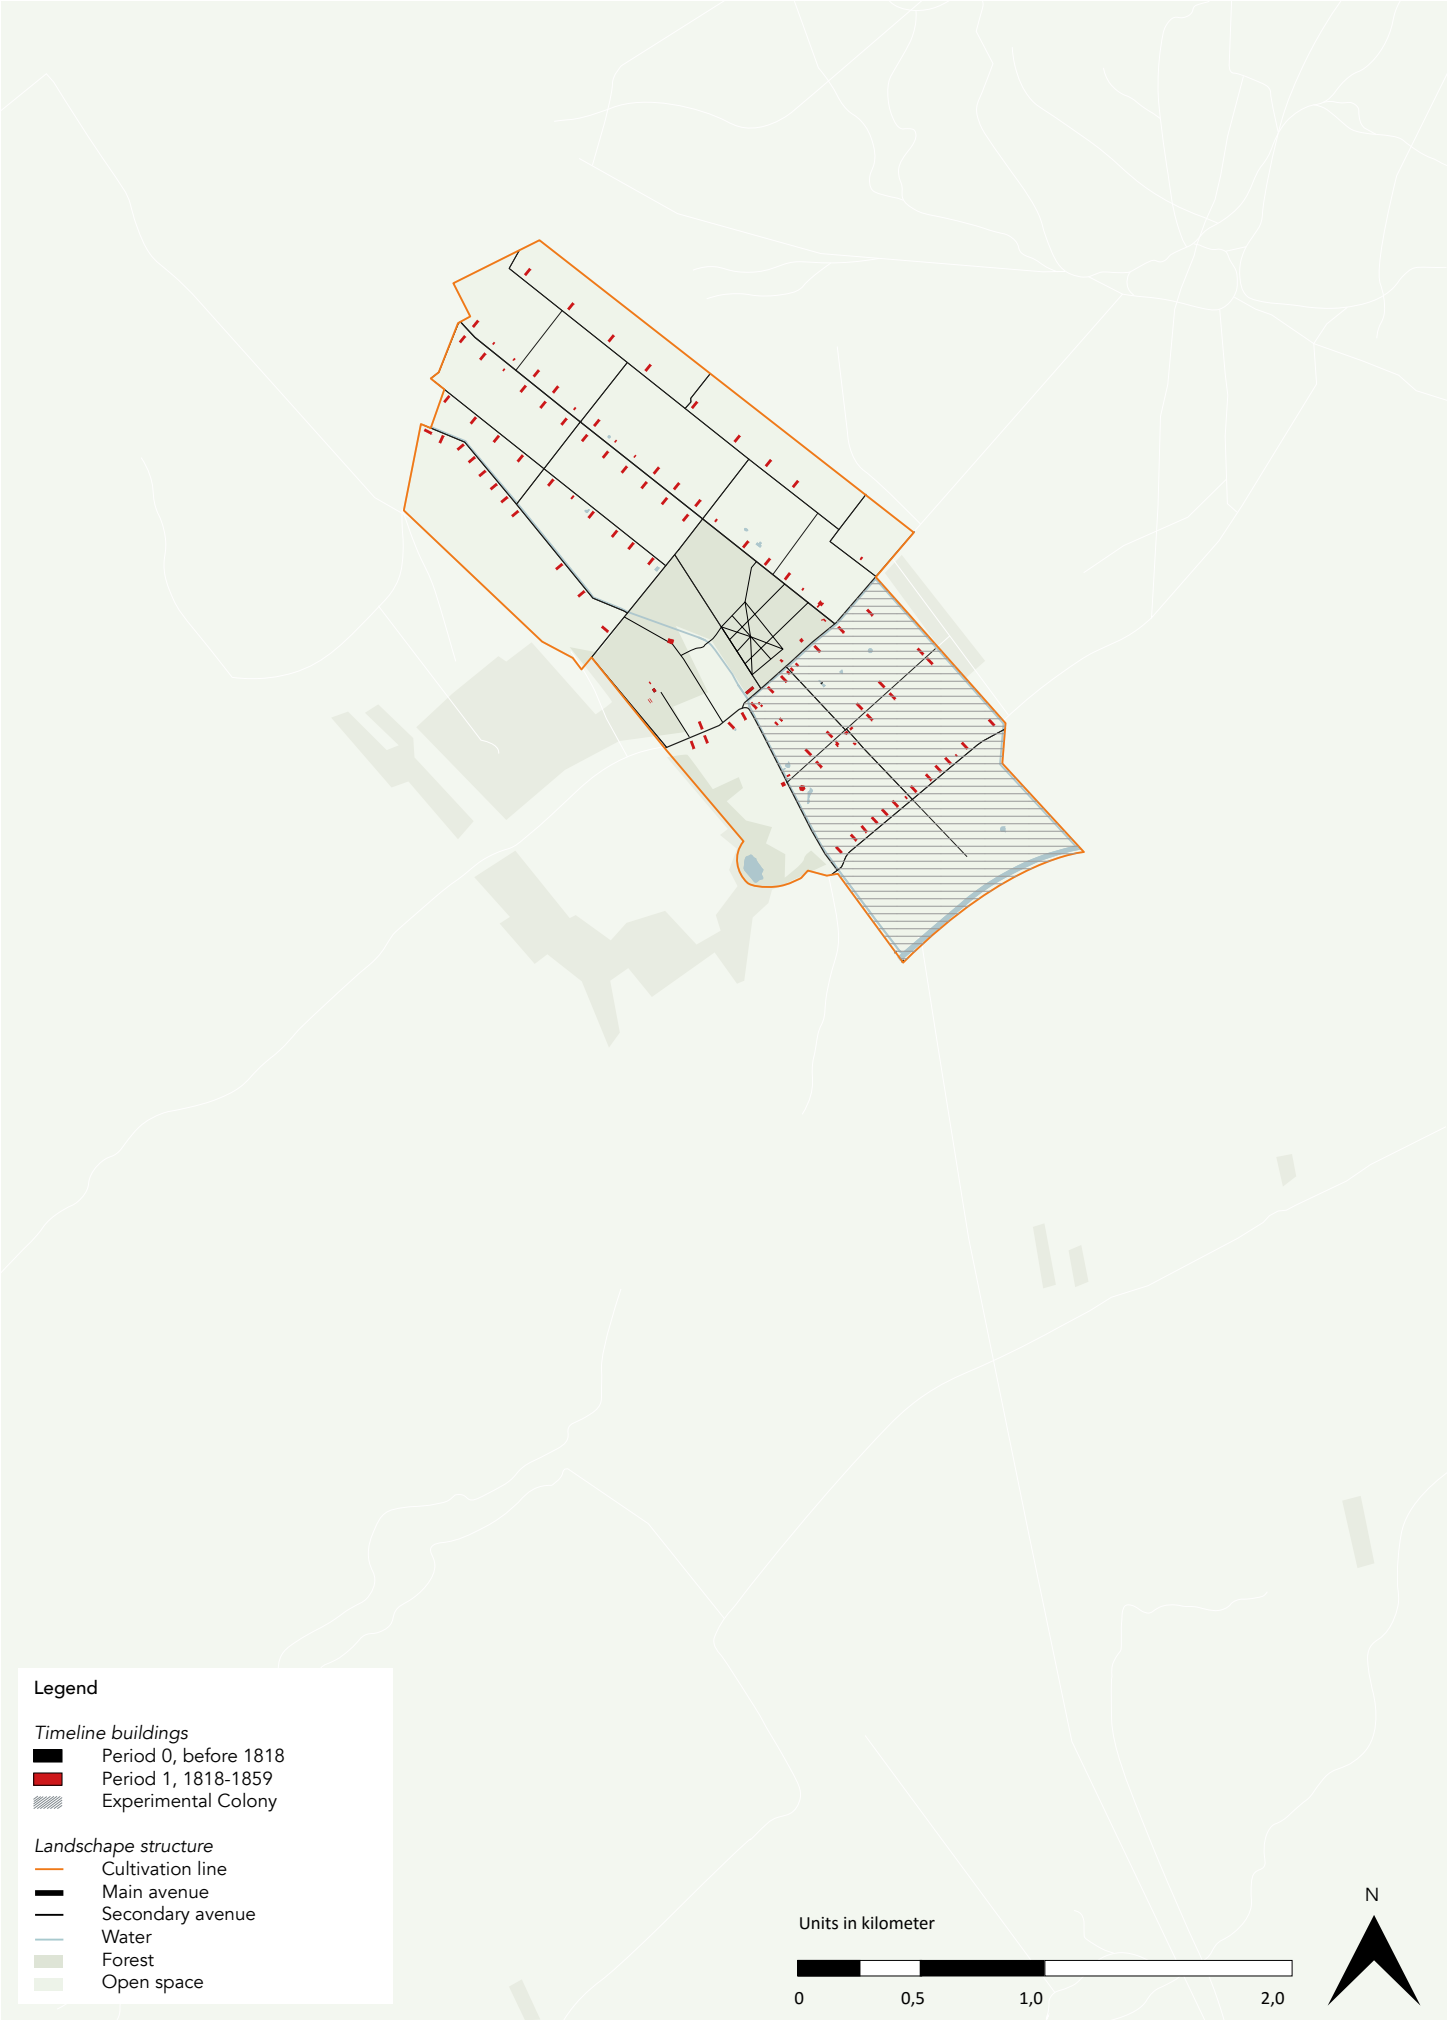 Legend
Timeline buildings
Period 0, before 1818
Period 1, 1818-1859
Experimental Colony
Landschape structure
Cultivation line
Main avenue
Secondary avenue
Water
Forest
Open space
Units in kilometer
0 0,5 1,0 2,0
N